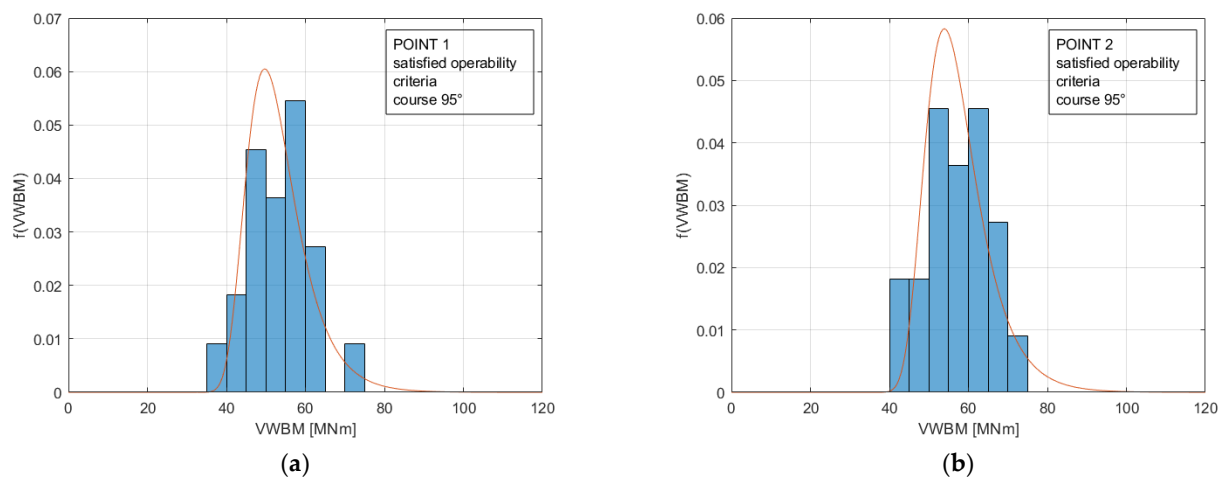 0.07
0.06
0.05
0.04
0.03
0.02
0.01
0
f(VWBM)
POINT 1
satisfied operability
criteria
course 95°
0 20 40 60 80 100 120
VWBM [MNm]
(a)
0.06
0.05
0.04
0.03
0.02
0.01
0
f(VWBM)
POINT 2
satisfied operability
criteria
course 95°
0 20 40 60 80 100 120
VWBM [MNm]
(b)